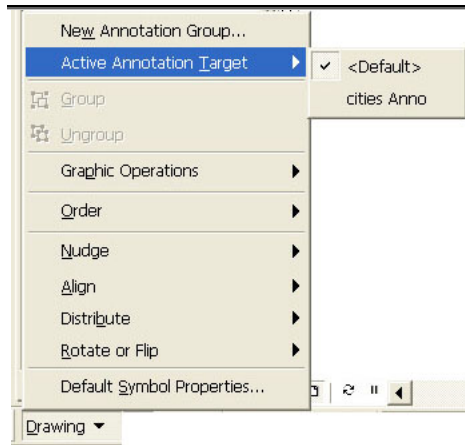 New Annotation Group...
Active Annotation Target
<Default>
cities Anno
Group
Ungroup
Graphic Operations
Order
Nudge
Align
Distribute
Rotate or Flip
Default Symbol Properties...
Drawing